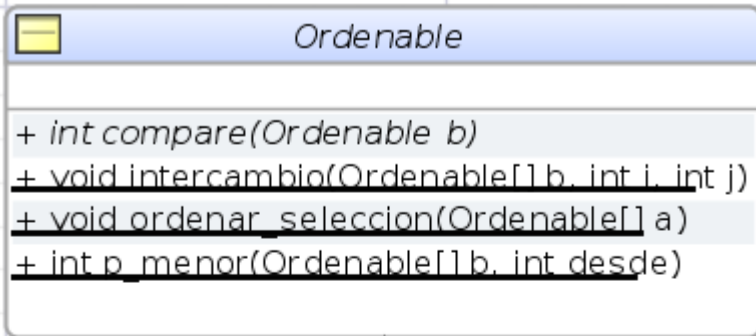 Ordenable
+ int compare(Ordenable b)
+ void intercambio(Ordenable[] b, int i, int j)
+ void ordenar_seleccion(Ordenable[] a)
+ int p_menor(Ordenable[] b, int desde)